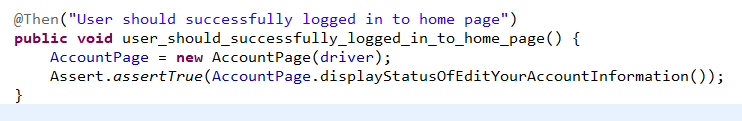 @Then("User should successfully logged in to home page")
public void user_should_successfully_logged_in_to_home_page() {
    AccountPage = new AccountPage(driver);
    Assert.assertTrue(AccountPage.displayStatusOfEditYourAccountInformation());
}